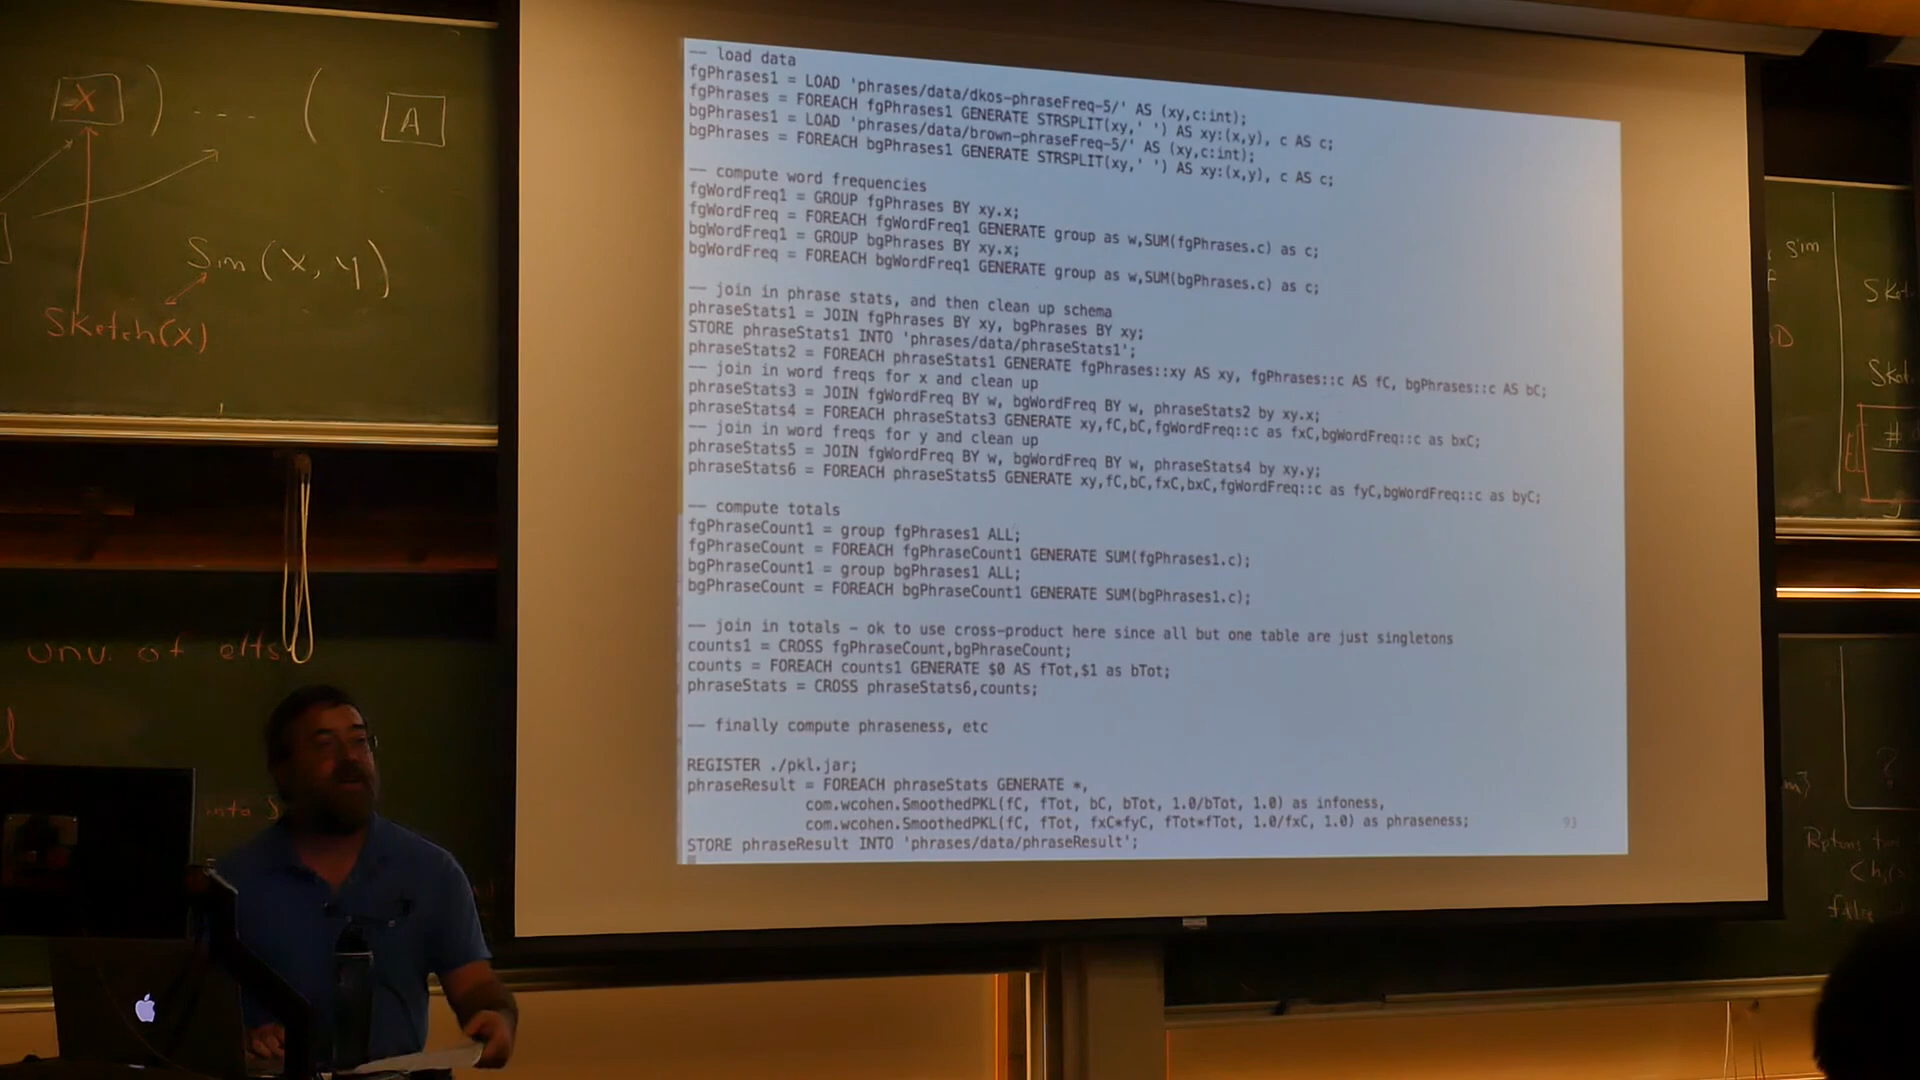 X ) - - - ( A
Sim (X, Y)
Sketch(X)
unv. of elts
into S
-- load data
fgPhrases1 = LOAD 'phrases/data/dkos-phraseFreq-5/' AS (xy,c:int);
fgPhrases = FOREACH fgPhrases1 GENERATE STRSPLIT(xy,' ') AS xy:(x,y), c AS c;
bgPhrases1 = LOAD 'phrases/data/brown-phraseFreq-5/' AS (xy,c:int);
bgPhrases = FOREACH bgPhrases1 GENERATE STRSPLIT(xy,' ') AS xy:(x,y), c AS c;
-- compute word frequencies
fgWordFreq1 = GROUP fgPhrases BY xy.x;
fgWordFreq = FOREACH fgWordFreq1 GENERATE group as w,SUM(fgPhrases.c) as c;
bgWordFreq1 = GROUP bgPhrases BY xy.x;
bgWordFreq = FOREACH bgWordFreq1 GENERATE group as w,SUM(bgPhrases.c) as c;
-- join in phrase stats, and then clean up schema
phraseStats1 = JOIN fgPhrases BY xy, bgPhrases BY xy;
STORE phraseStats1 INTO 'phrases/data/phraseStats1';
phraseStats2 = FOREACH phraseStats1 GENERATE fgPhrases::xy AS xy, fgPhrases::c AS fC, bgPhrases::c AS bC;
-- join in word freqs for x and clean up
phraseStats3 = JOIN fgWordFreq BY w, bgWordFreq BY w, phraseStats2 by xy.x;
phraseStats4 = FOREACH phraseStats3 GENERATE xy,fC,bC,fgWordFreq::c as fxC,bgWordFreq::c as bxC;
-- join in word freqs for y and clean up
phraseStats5 = JOIN fgWordFreq BY w, bgWordFreq BY w, phraseStats4 by xy.y;
phraseStats6 = FOREACH phraseStats5 GENERATE xy,fC,bC,fxC,bxC,fgWordFreq::c as fyC,bgWordFreq::c as byC;
-- compute totals
fgPhraseCount1 = group fgPhrases1 ALL;
fgPhraseCount = FOREACH fgPhraseCount1 GENERATE SUM(fgPhrases1.c);
bgPhraseCount1 = group bgPhrases1 ALL;
bgPhraseCount = FOREACH bgPhraseCount1 GENERATE SUM(bgPhrases1.c);
-- join in totals - ok to use cross-product here since all but one table are just singletons
counts1 = CROSS fgPhraseCount,bgPhraseCount;
counts = FOREACH counts1 GENERATE $0 AS fTot,$1 as bTot;
phraseStats = CROSS phraseStats6,counts;
-- finally compute phraseness, etc
REGISTER ./pkl.jar;
phraseResult = FOREACH phraseStats GENERATE *,
com.wcohen.SmoothedPKL(fC, fTot, bC, bTot, 1.0/bTot, 1.0) as infoness,
com.wcohen.SmoothedPKL(fC, fTot, fxC*fyC, fTot*fTot, 1.0/fxC, 1.0) as phraseness;
STORE phraseResult INTO 'phrases/data/phraseResult';
93
sim
#
?